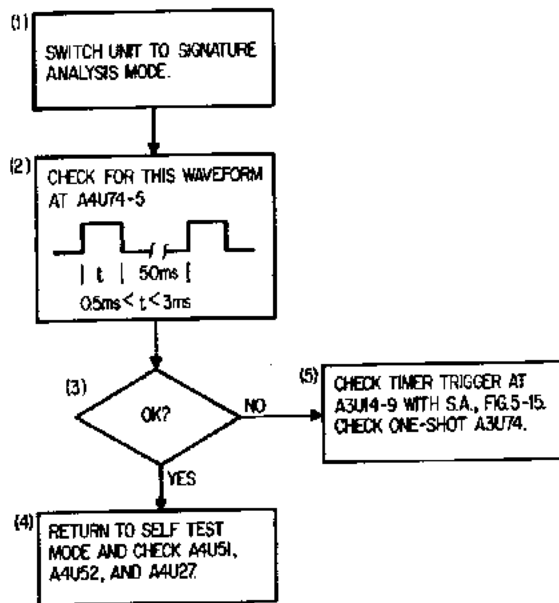 (1)
SWITCH UNIT TO SIGNATURE
ANALYSIS MODE.
(2)
CHECK FOR THIS WAVEFORM
AT A4U74-5
t
50ms
0.5ms < t < 3ms
(3)
OK?
NO
(5)
CHECK TIMER TRIGGER AT
A3U14-9 WITH S.A., FIG.5-15.
CHECK ONE-SHOT A3U74.
YES
(4)
RETURN TO SELF TEST
MODE AND CHECK A4U51,
A4U52, AND A4U27.